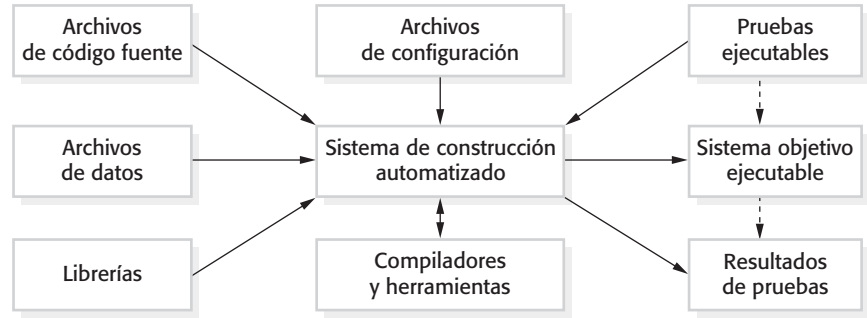 Archivos
de código fuente
Archivos
de configuración
Pruebas
ejecutables
Archivos
de datos
Sistema de construcción
automatizado
Sistema objetivo
ejecutable
Librerías
Compiladores
y herramientas
Resultados
de pruebas